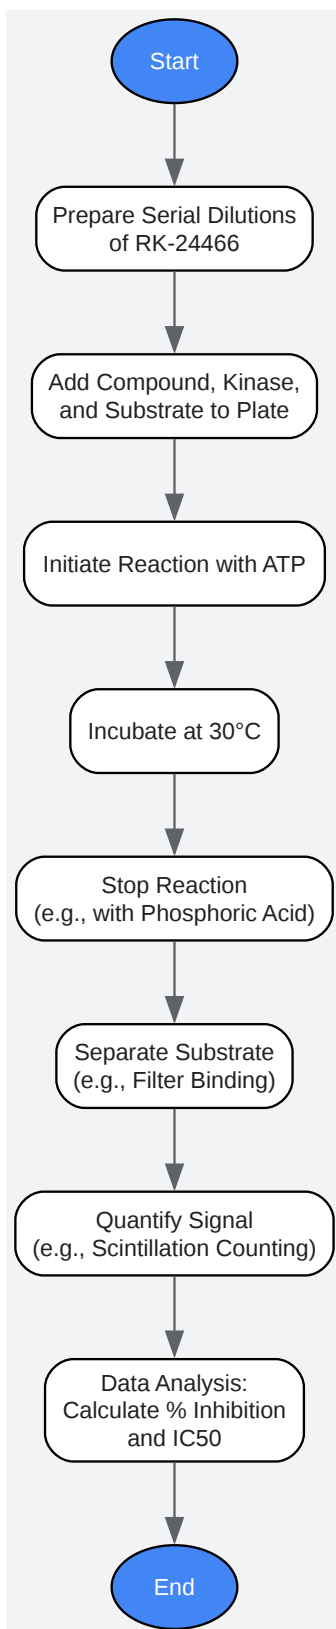 Start
Prepare Serial Dilutions
of RK-24466
Add Compound, Kinase,
and Substrate to Plate
Initiate Reaction with ATP
Incubate at 30°C
Stop Reaction
(e.g., with Phosphoric Acid)
Separate Substrate
(e.g., Filter Binding)
Quantify Signal
(e.g., Scintillation Counting)
Data Analysis:
Calculate % Inhibition
and IC50
End